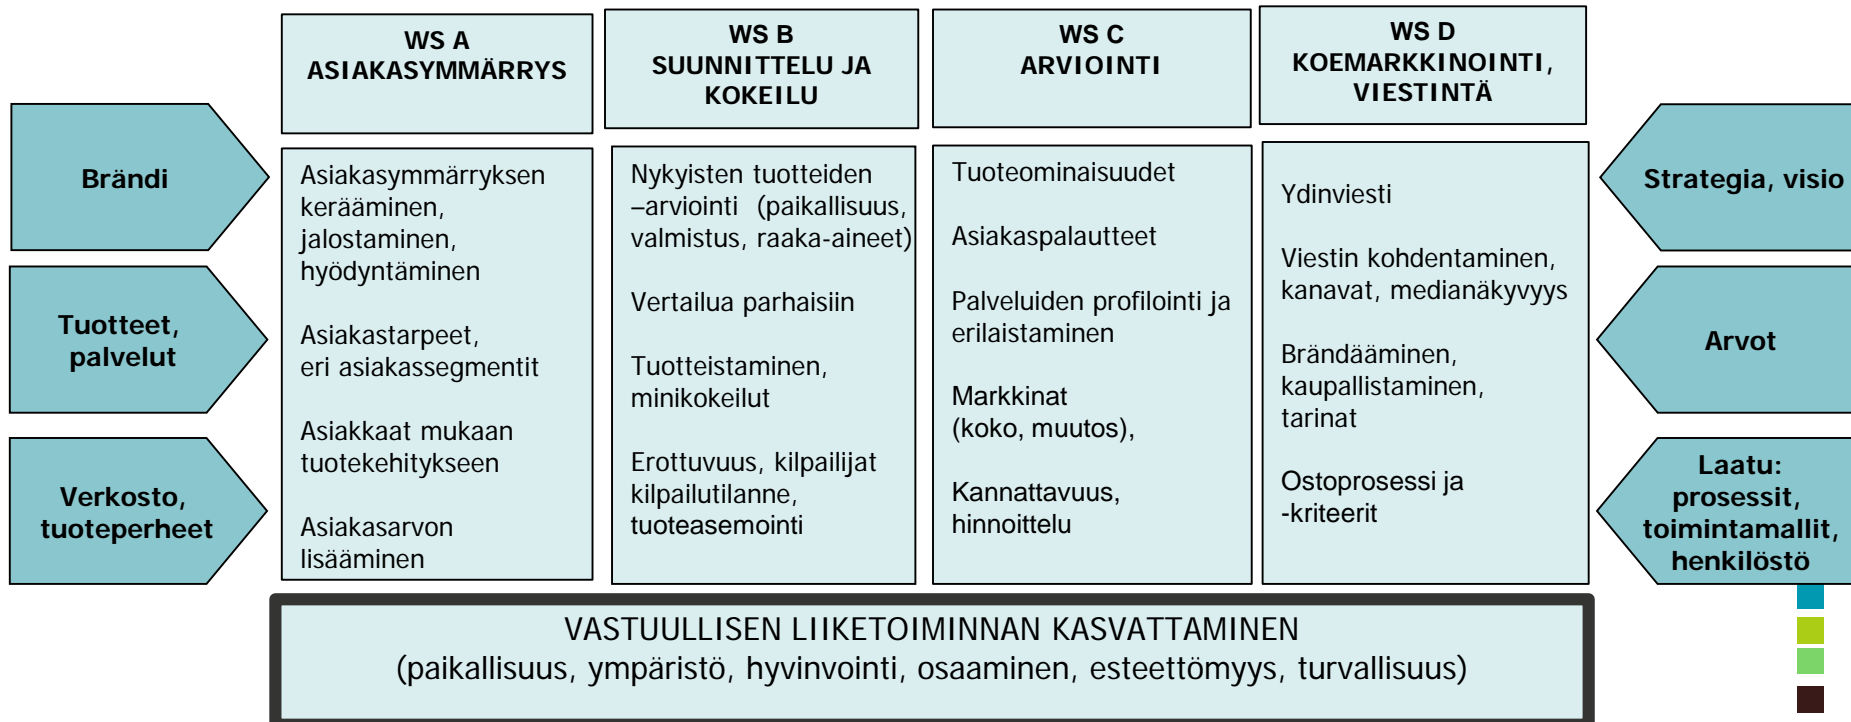 WS A
ASIAKASYMMÄRRYS
WS B
SUUNNITTELU JA
KOKEILU
WS C
ARVIOINTI
WS D
KOEMARKKINOINTI,
VIESTINTÄ
Brändi
Tuotteet,
palvelut
Verkosto,
tuoteperheet
Asiakasymmärryksen
kerääminen,
jalostaminen,
hyödyntäminen
Asiakastarpeet,
eri asiakassegmentit
Asiakkaat mukaan
tuotekehitykseen
Asiakasarvon
lisääminen
Nykyisten tuotteiden
–arviointi (paikallisuus,
valmistus, raaka-aineet)
Vertailua parhaisiin
Tuotteistaminen,
minikokeilut
Erottuvuus, kilpailijat
kilpailutilanne,
tuoteasemointi
Tuoteominaisuudet
Asiakaspalautteet
Palveluiden profilointi ja
erilaistaminen
Markkinat
(koko, muutos),
Kannattavuus,
hinnoittelu
Ydinviesti
Viestin kohdentaminen,
kanavat, medianäkyvyys
Brändääminen,
kaupallistaminen,
tarinat
Ostoprosessi ja
-kriteerit
Strategia, visio
Arvot
Laatu:
prosessit,
toimintamallit,
henkilöstö
VASTUULLISEN LIIKETOIMINNAN KASVATTAMINEN
(paikallisuus, ympäristö, hyvinvointi, osaaminen, esteettömyys, turvallisuus)